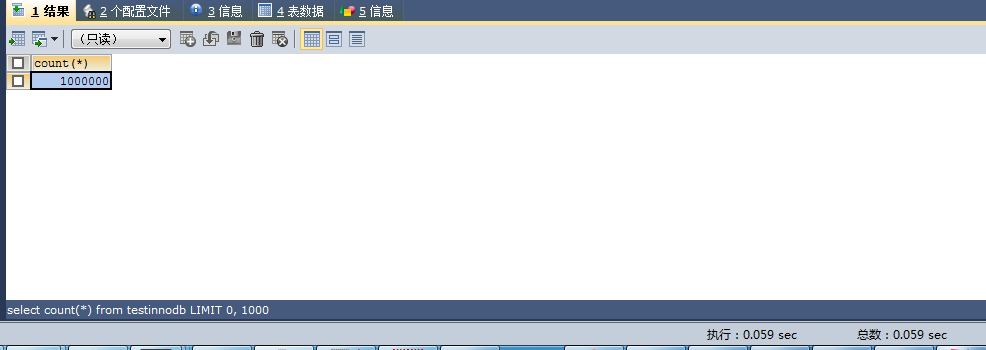 1 结果 2 个配置文件 3 信息 4 表数据 5 信息
（只读）
count(*)
1000000
select count(*) from testinnodb LIMIT 0, 1000
执行：0.059 sec 总数：0.059 sec